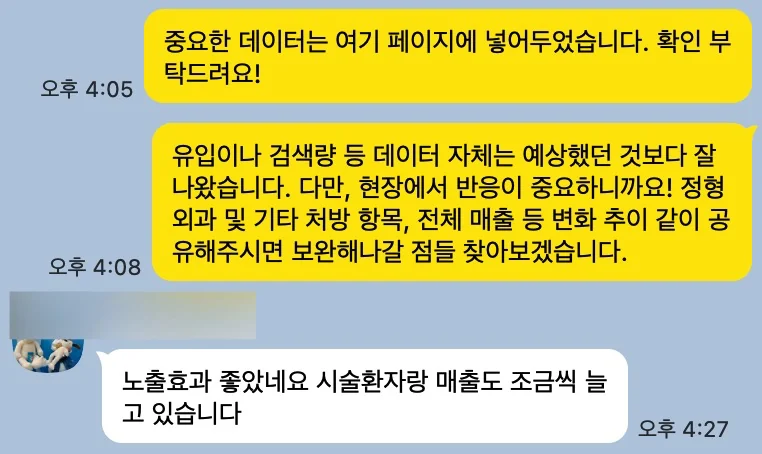 중요한 데이터는 여기 페이지에 넣어두었습니다. 확인 부
탁드려요!
오후 4:05
유입이나 검색량 등 데이터 자체는 예상했던 것보다 잘
나왔습니다. 다만, 현장에서 반응이 중요하니까요! 정형
외과 및 기타 처방 항목, 전체 매출 등 변화 추이 같이 공
유해주시면 보완해나갈 점들 찾아보겠습니다.
오후 4:08
노출효과 좋았네요 시술환자랑 매출도 조금씩 늘
고 있습니다
오후 4:27